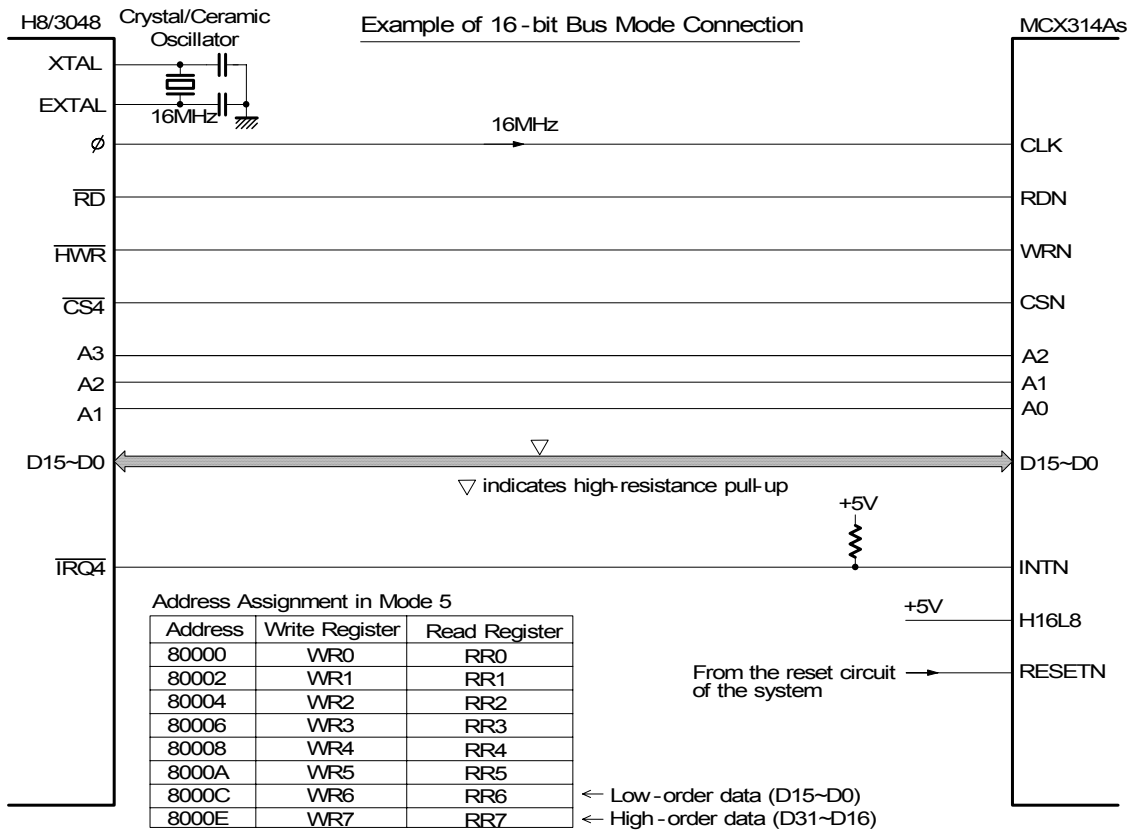 H8/3048
Crystal/Ceramic
Oscillator
Example of 16-bit Bus Mode Connection
MCX314As
XTAL
EXTAL
16MHz
ϕ
16MHz
CLK
RD
RDN
HWR
WRN
CS4
CSN
A3
A2
A2
A1
A1
A0
D15~D0
D15~D0
▽ indicates high-resistance pull-up
+5V
IRQ4
INTN
Address Assignment in Mode 5
+5V
H16L8
Address Write Register Read Register
80000 WR0 RR0
80002 WR1 RR1
80004 WR2 RR2
80006 WR3 RR3
80008 WR4 RR4
8000A WR5 RR5
8000C WR6 RR6 ← Low-order data (D15~D0)
8000E WR7 RR7 ← High-order data (D31~D16)
From the reset circuit
of the system
RESETN